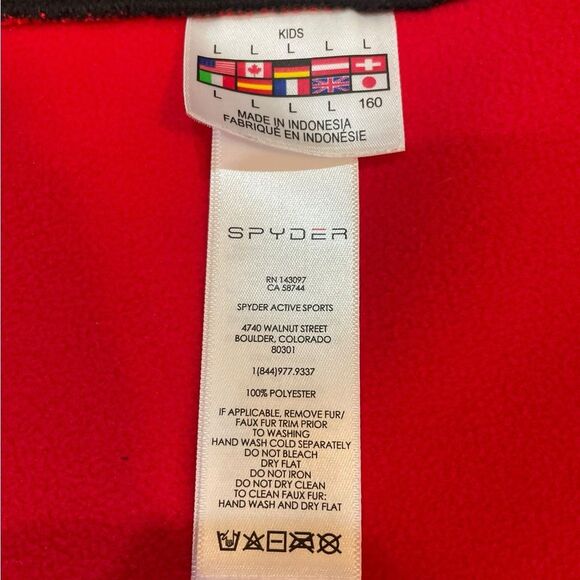 KIDS
L L L L L
L L L L 160
MADE IN INDONESIA
FABRIQUÉ EN INDONÉSIE
SPYDER
RN 143097
CA 58744
SPYDER ACTIVE SPORTS
4740 WALNUT STREET
BOULDER, COLORADO
80301
1(844)977.9337
100% POLYESTER
IF APPLICABLE, REMOVE FUR/
FAUX FUR TRIM PRIOR
TO WASHING
HAND WASH COLD SEPARATELY
DO NOT BLEACH
DRY FLAT
DO NOT IRON
DO NOT DRY CLEAN
TO CLEAN FAUX FUR:
HAND WASH AND DRY FLAT